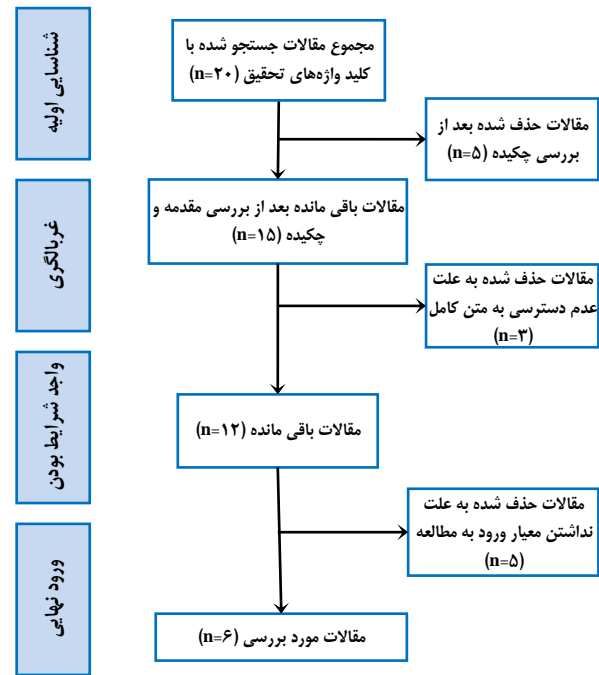 شناسایی اولیه
مجموع مقالات جستجو شده با
کلید واژه‌های تحقیق (n=۲۰)
مقالات حذف شده بعد از
بررسی چکیده (n=۵)
غربالگری
مقالات باقی مانده بعد از بررسی مقدمه و
چکیده (n=۱۵)
مقالات حذف شده به علت
عدم دسترسی به متن کامل
(n=۳)
واجد شرایط بودن
مقالات باقی مانده (n=۱۲)
مقالات حذف شده به علت
نداشتن معیار ورود به مطالعه
(n=۵)
ورود نهایی
مقالات مورد بررسی (n=۶)